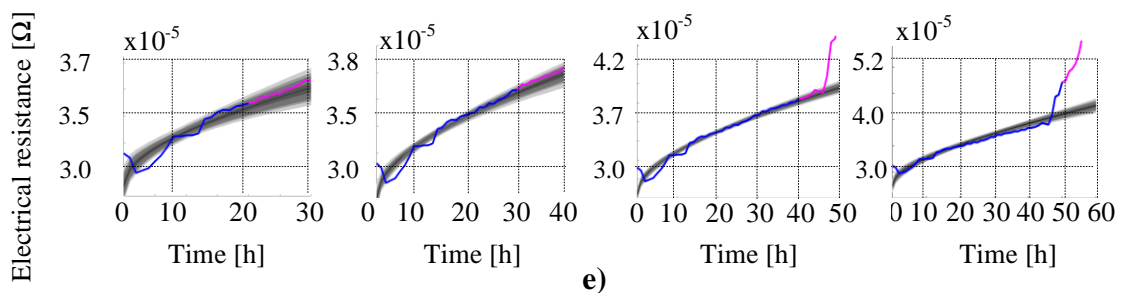 Electrical resistance [Ω]
x10-5 x10-5 x10-5 x10-5
3.7 3.8 4.2 5.2
3.5 3.5 3.7 4.0
3.0 3.0 3.0 3.0
0 10 20 30 0 10 20 30 40 0 10 20 30 40 50 0 10 20 30 40 50 60
Time [h] Time [h] Time [h] Time [h]
e)